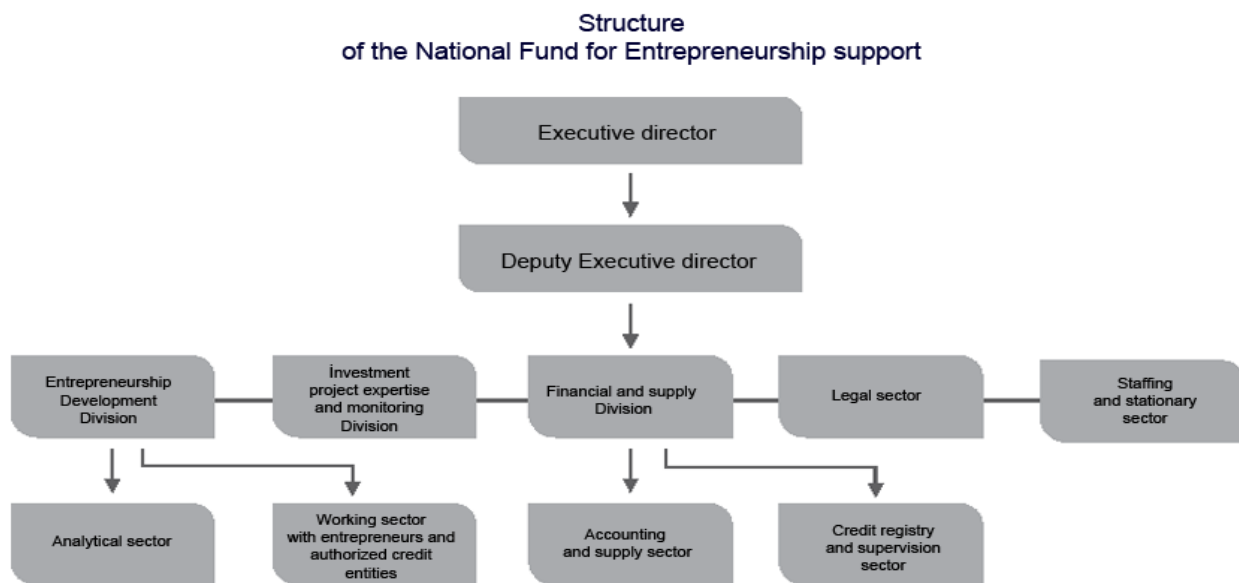 Structure
of the National Fund for Entrepreneurship support
Executive director
Deputy Executive director
Entrepreneurship
Development
Division
İnvestment
project expertise
and monitoring
Division
Financial and supply
Division
Legal sector
Staffing
and stationary
sector
Analytical sector
Working sector
with entrepreneurs and
authorized credit
entities
Accounting
and supply sector
Credit registry
and supervision
sector